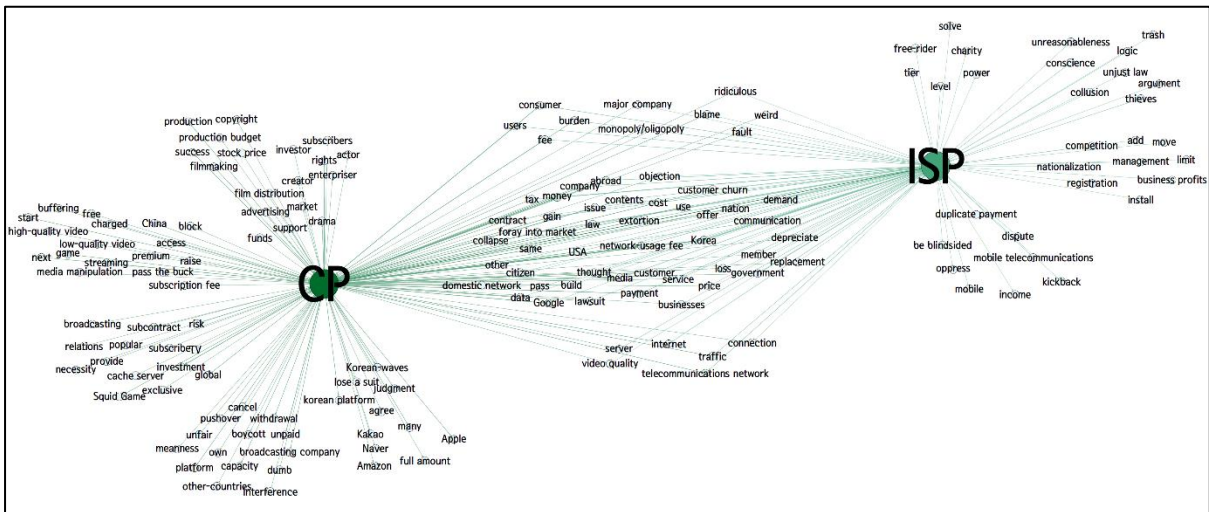 solve
free-rider
charity
tier
power
level
unreasonableness
trash
logic
conscience
unjust law
argument
collusion
thieves
ridiculous
consumer
major company
blame
weird
users
burden
monopoly/oligopoly
fault
fee
production
copyright
production budget
subscribers
success
stock price
investor
rights
actor
filmmaking
enterpriser
creator
film distribution
market
advertising
drama
support
funds
competition
add
move
ISP
nationalization
management
limit
registration
business profits
install
abroad
objection
company
customer churn
tax
money
contents
cost
demand
issue
use
nation
contract
gain
extortion
offer
communication
foray into market
law
collapse
same
network-usage fee
Korea
depreciate
USA
member
other
replacement
citizen
thought
customer
loss
media
service
government
domestic network
pass
build
price
data
Google
lawsuit
payment
businesses
duplicate payment
dispute
be blindsided
mobile telecommunications
oppress
kickback
mobile
income
buffering
free
start
charged
China
block
high-quality video
low-quality video
access
next
game
premium
raise
streaming
media manipulation
pass the buck
subscription fee
CP
broadcasting
subcontract
risk
relations
popular
subscribery
provide
necessity
investment
cache server
global
Squid Game
exclusive
internet
connection
server
traffic
video quality
telecommunications network
Korean-waves
lose a suit
judgment
korean platform
agree
many
Kakao
Apple
Naver
Amazon
full amount
cancel
pushover
withdrawal
unfair
boycott
unpaid
meanness
own
broadcasting company
platform
capacity
dumb
other-countries
interference